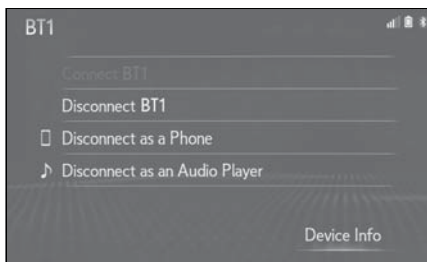 BT1
Connect BT1
Disconnect BT1
Disconnect as a Phone
Disconnect as an Audio Player
Device Info